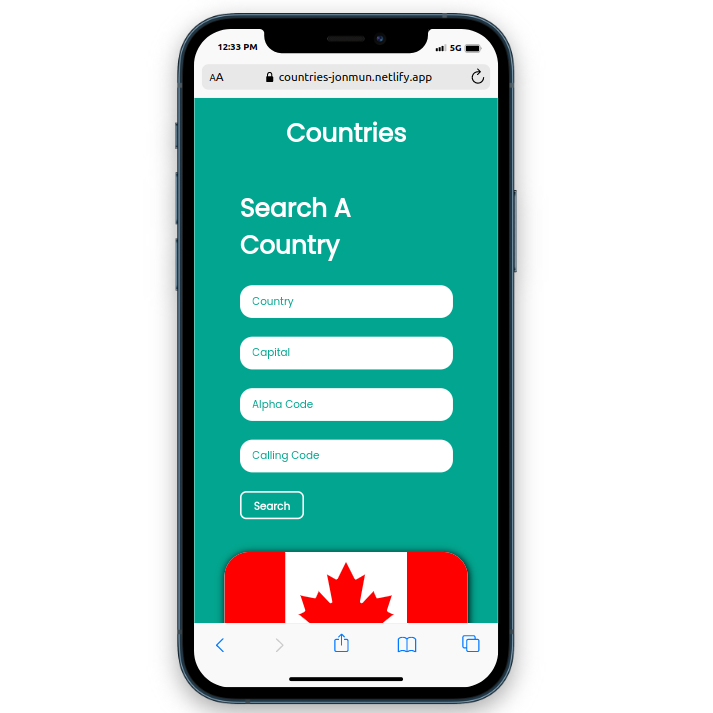 12:33 PM 5G
AA countries-jonmun.netlify.app
Countries
Search A
Country
Country
Capital
Alpha Code
Calling Code
Search